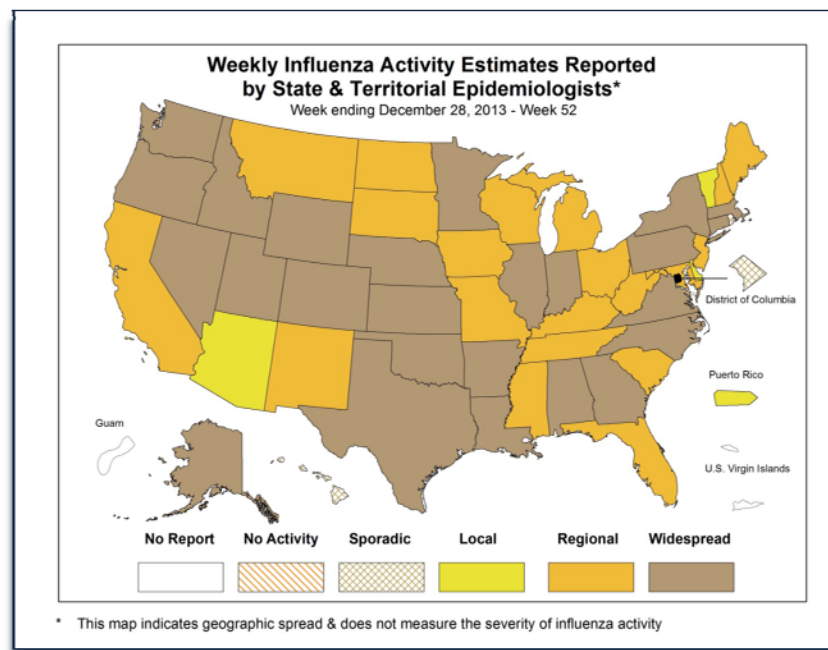 Weekly Influenza Activity Estimates Reported
by State & Territorial Epidemiologists*
Week ending December 28, 2013 - Week 52
District of Columbia
Puerto Rico
Guam
U.S. Virgin Islands
No Report No Activity Sporadic Local Regional Widespread
* This map indicates geographic spread & does not measure the severity of influenza activity